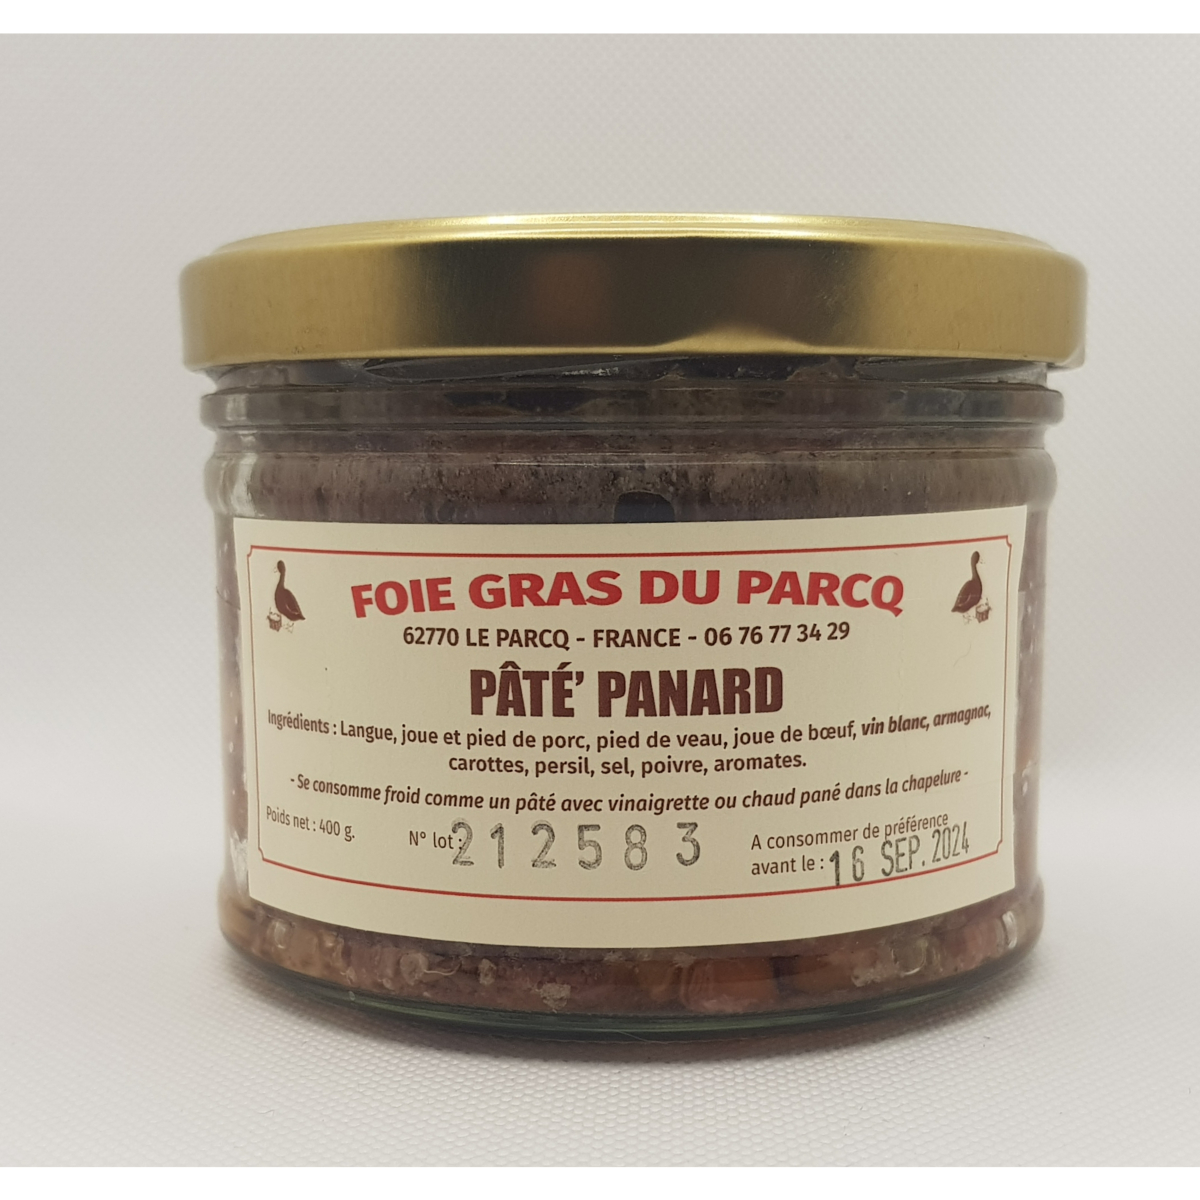 FOIE GRAS DU PARCQ
62770 LE PARCQ - FRANCE - 06 76 77 34 29
PÂTÉ' PANARD
Ingrédients : Langue, joue et pied de porc, pied de veau, joue de bœuf, vin blanc, armagnac,
carottes, persil, sel, poivre, aromates.
- Se consomme froid comme un pâté avec vinaigrette ou chaud pané dans la chapelure -
Poids net : 400 g.
N° lot : 212583
A consommer de préférence
avant le : 16 SEP. 2024